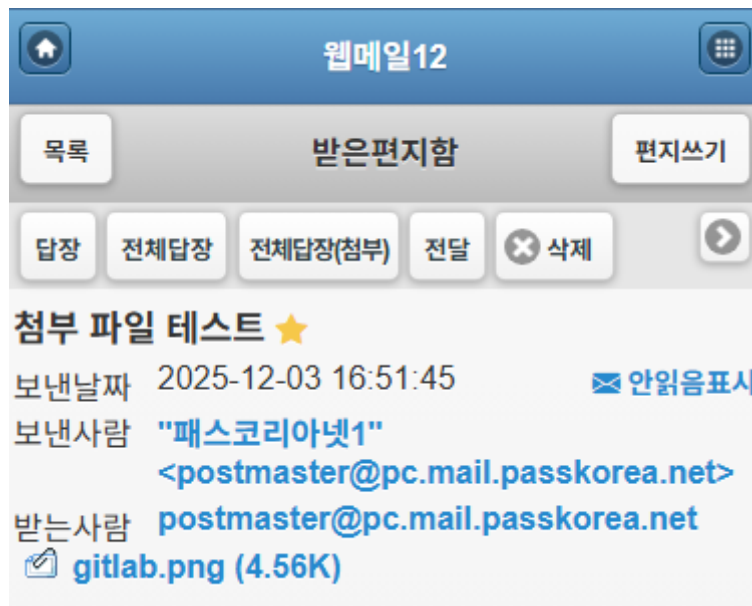 웹메일12
목록 받은편지함 편지쓰기
답장 전체답장 전체답장(첨부) 전달 삭제
첨부 파일 테스트
보낸날짜 2025-12-03 16:51:45 안읽음표시
보낸사람 "패스코리아넷1"
<postmaster@pc.mail.passkorea.net>
받는사람 postmaster@pc.mail.passkorea.net
gitlab.png (4.56K)